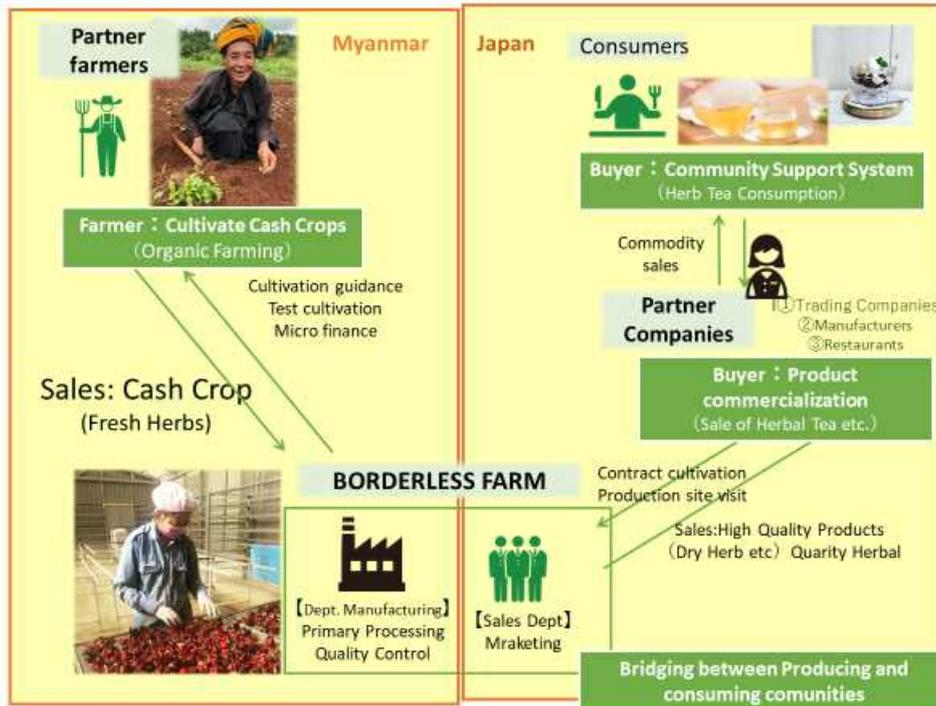 Partner
farmers
Myanmar
Farmer：Cultivate Cash Crops
（Organic Farming）
Cultivation guidance
Test cultivation
Micro finance
Sales: Cash Crop
(Fresh Herbs)
Japan
Consumers
Buyer：Community Support System
（Herb Tea Consumption）
Commodity
sales
Partner
Companies
①Trading Companies
②Manufacturers
③Restaurants
Buyer：Product
commercialization
（Sale of Herbal Tea etc.）
BORDERLESS FARM
Contract cultivation
Production site visit
Sales:High Quality Products
（Dry Herb etc）Quarity Herbal
【Dept. Manufacturing】
Primary Processing
Quality Control
【Sales Dept】
Mraketing
Bridging between Producing and
consuming comunities